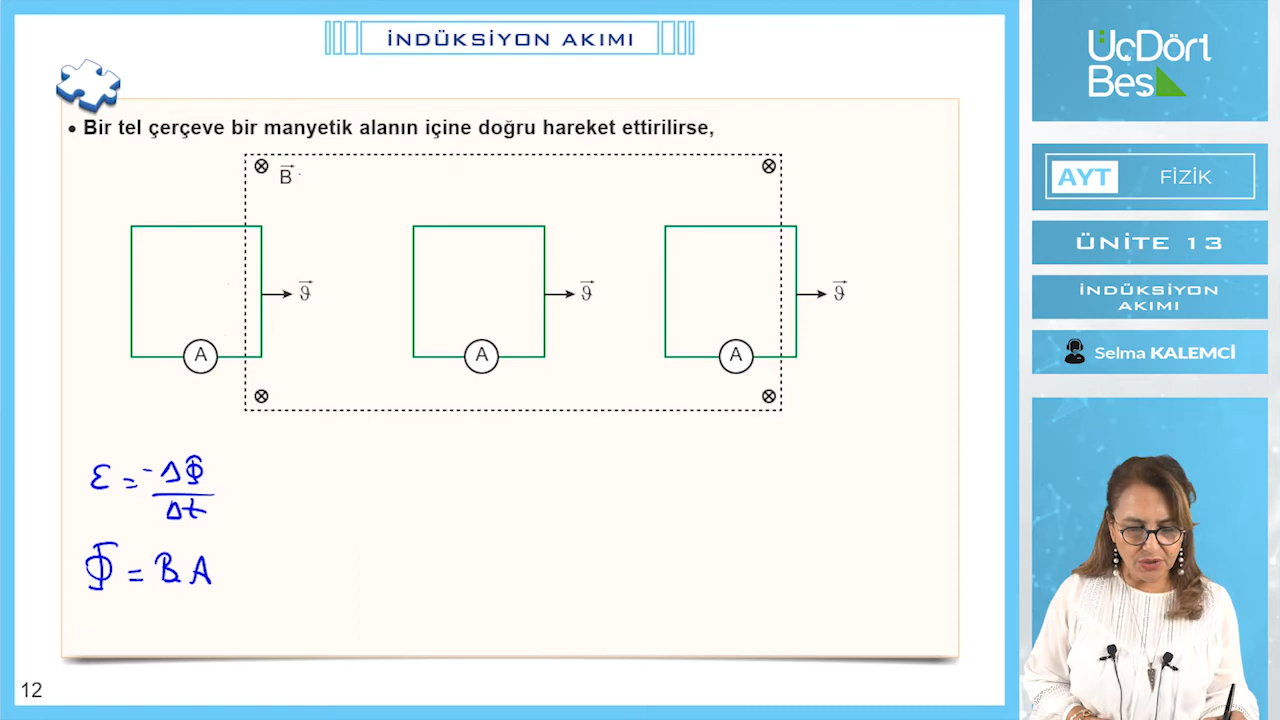 İNDÜKSİYON AKIMI
• Bir tel çerçeve bir manyetik alanın içine doğru hareket ettirilirse,
⊗ B⃗ ⊗
ϑ⃗ ϑ⃗ ϑ⃗
A A A
⊗ ⊗
ε = -ΔΦ/Δt
Φ = B A
12
ÜçDört
Beş
AYT FİZİK
ÜNİTE 13
İNDÜKSİYON
AKIMI
Selma KALEMCİ